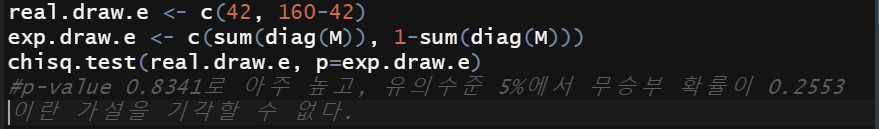 real.draw.e <- c(42, 160-42)
exp.draw.e <- c(sum(diag(M)), 1-sum(diag(M)))
chisq.test(real.draw.e, p=exp.draw.e)
#p-value 0.8341로 아주 높고, 유의수준 5%에서 무승부 확률이 0.2553
이란 가설을 기각할 수 없다.